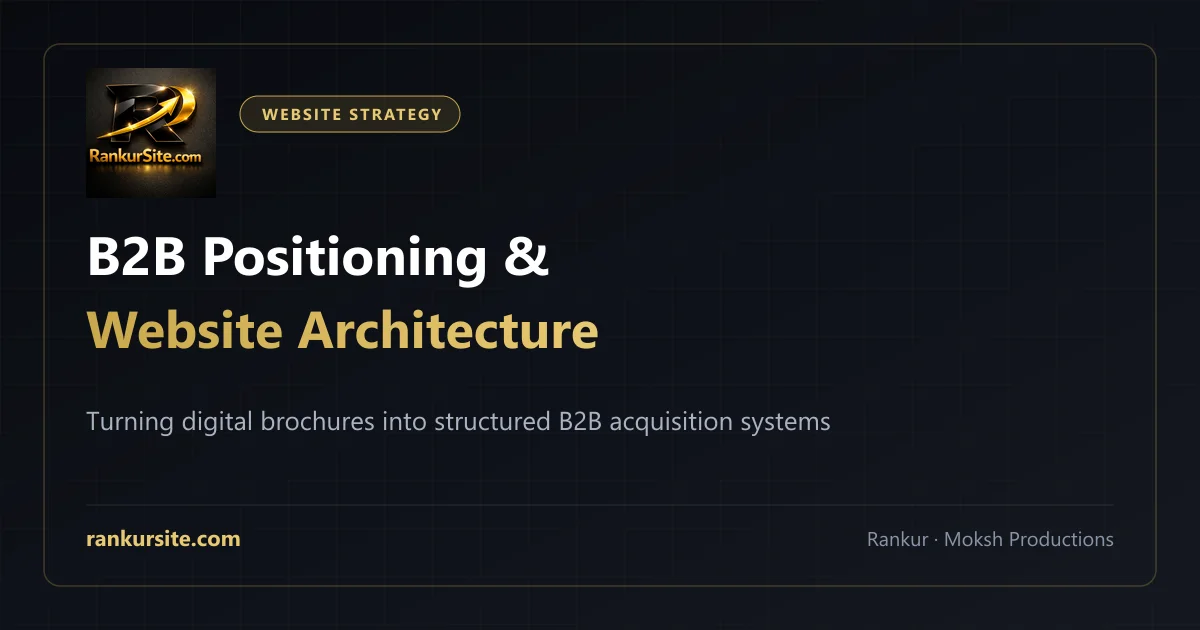 RankurSite.com
WEBSITE STRATEGY
B2B Positioning &
Website Architecture
Turning digital brochures into structured B2B acquisition systems
rankursite.com
Rankur · Moksh Productions